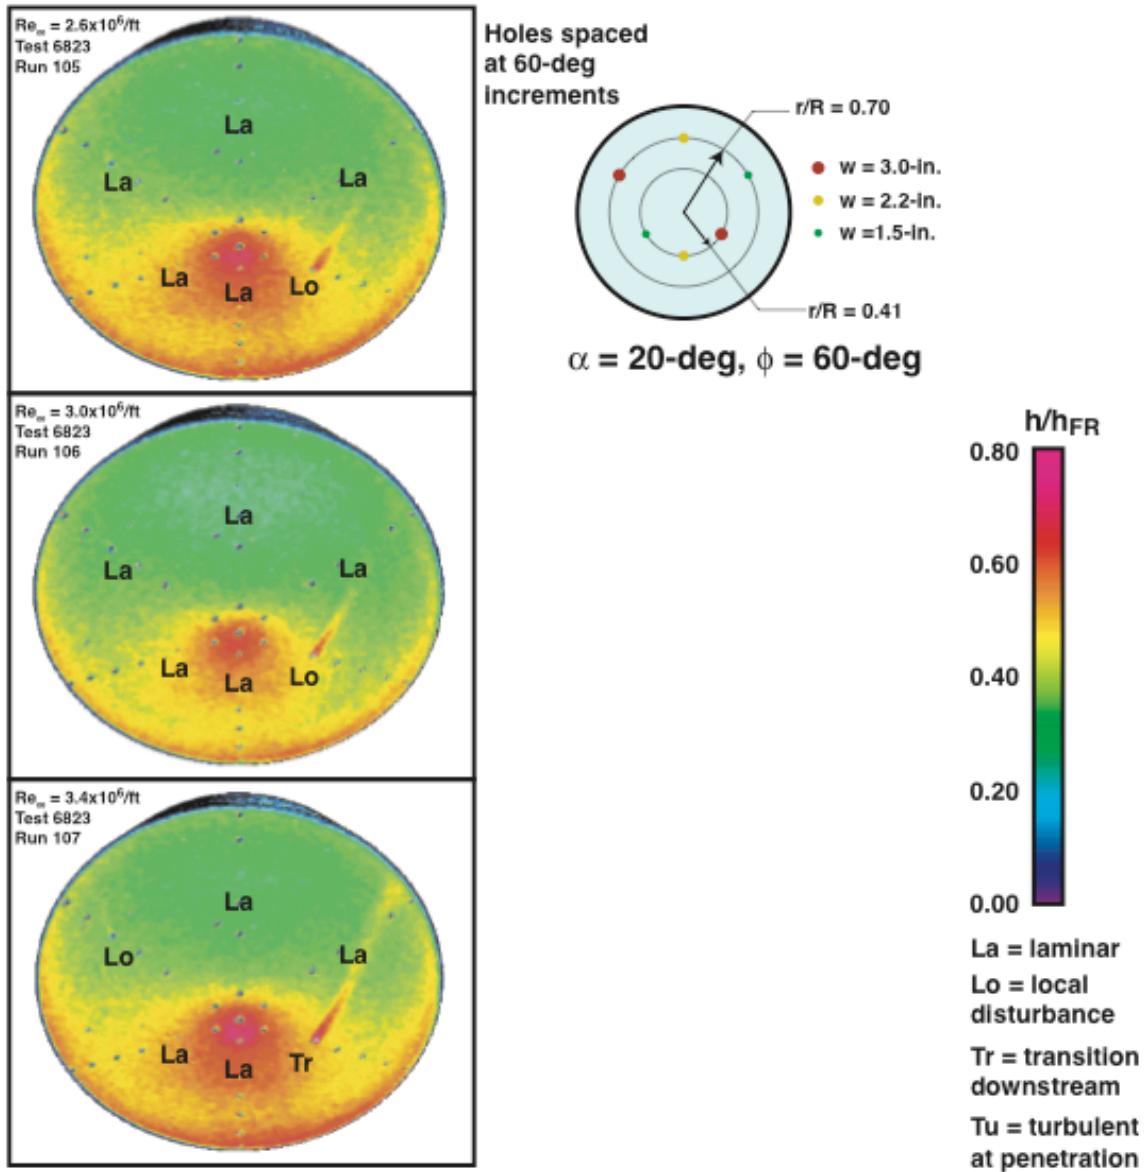 Re∞ = 2.6x10⁶/ft
Test 6823
Run 105
La
La
La
La
La
Lo
Holes spaced
at 60-deg
increments
r/R = 0.70
w = 3.0-in.
w = 2.2-in.
w =1.5-in.
r/R = 0.41
α = 20-deg, ϕ = 60-deg
Re∞ = 3.0x10⁶/ft
Test 6823
Run 106
La
La
La
La
La
Lo
Re∞ = 3.4x10⁶/ft
Test 6823
Run 107
La
Lo
La
La
La
Tr
h/hFR
0.80
0.60
0.40
0.20
0.00
La = laminar
Lo = local
disturbance
Tr = transition
downstream
Tu = turbulent
at penetration